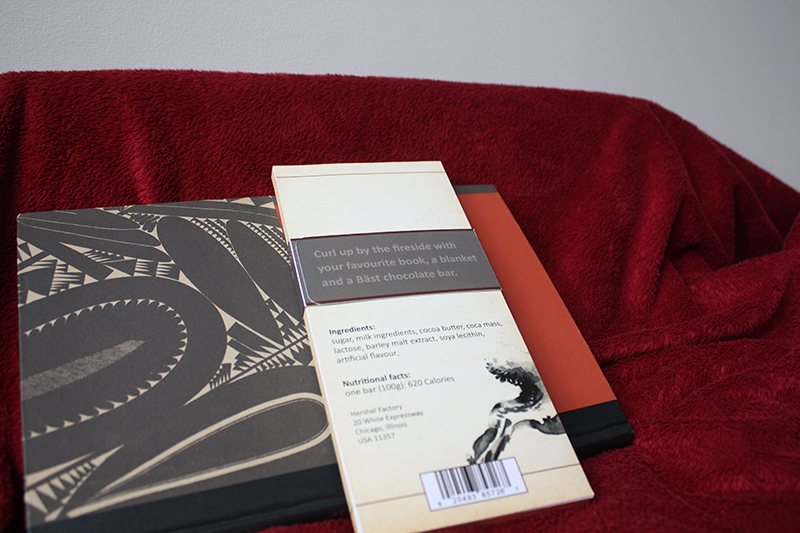 Curl up by the fireside with
your favourite book, a blanket
and a Bäst chocolate bar.
Ingredients:
sugar, milk ingredients, cocoa butter, coca mass,
lactose, barley malt extract, soya lecithin,
artificial flavour;
Nutritional facts:
one bar (100g): 620 Calories
Hershel Factory
20 White Expressway
Chicago, Illinois
USA 11357